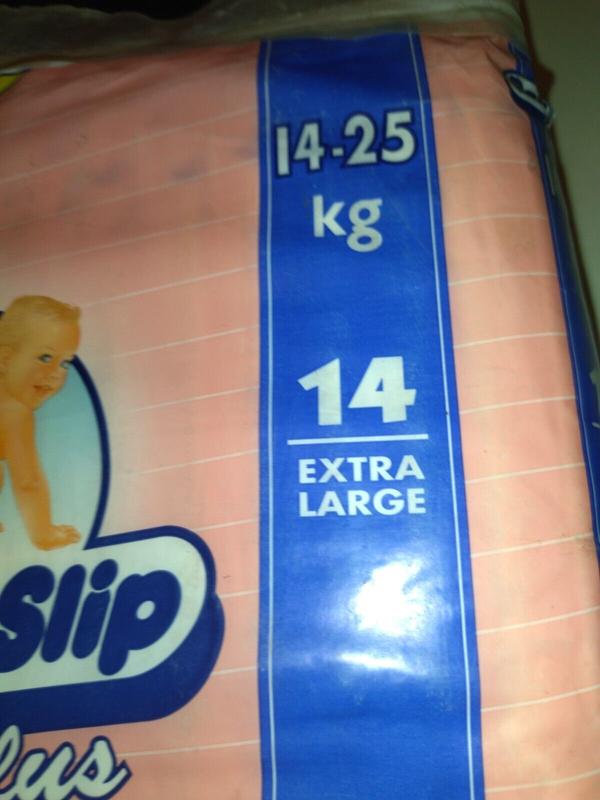 14-25
kg
14
EXTRA
LARGE
Slip